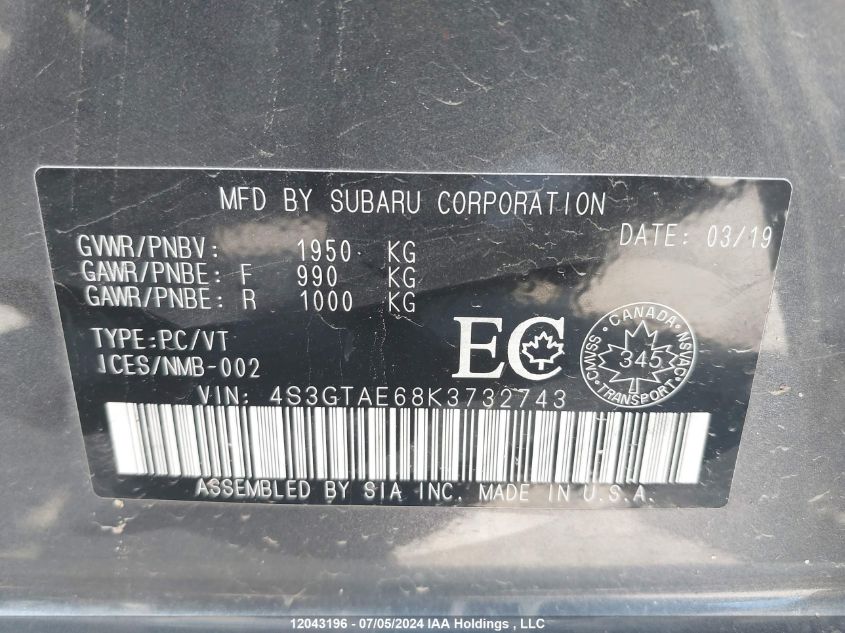 MFD BY SUBARU CORPORATION
DATE: 03/19
GVWR/PNBV: 1950 KG
GAWR/PNBE: F 990 KG
GAWR/PNBE: R 1000 KG
TYPE:PC/VT
ICES/NMB-002
EC
CANADA
CMVSS 345 NSVAC
TRANSPORT
VIN: 4S3GTAE68K3732743
ASSEMBLED BY SIA INC. MADE IN U.S.A.
12043196 - 07/05/2024 IAA Holdings, LLC